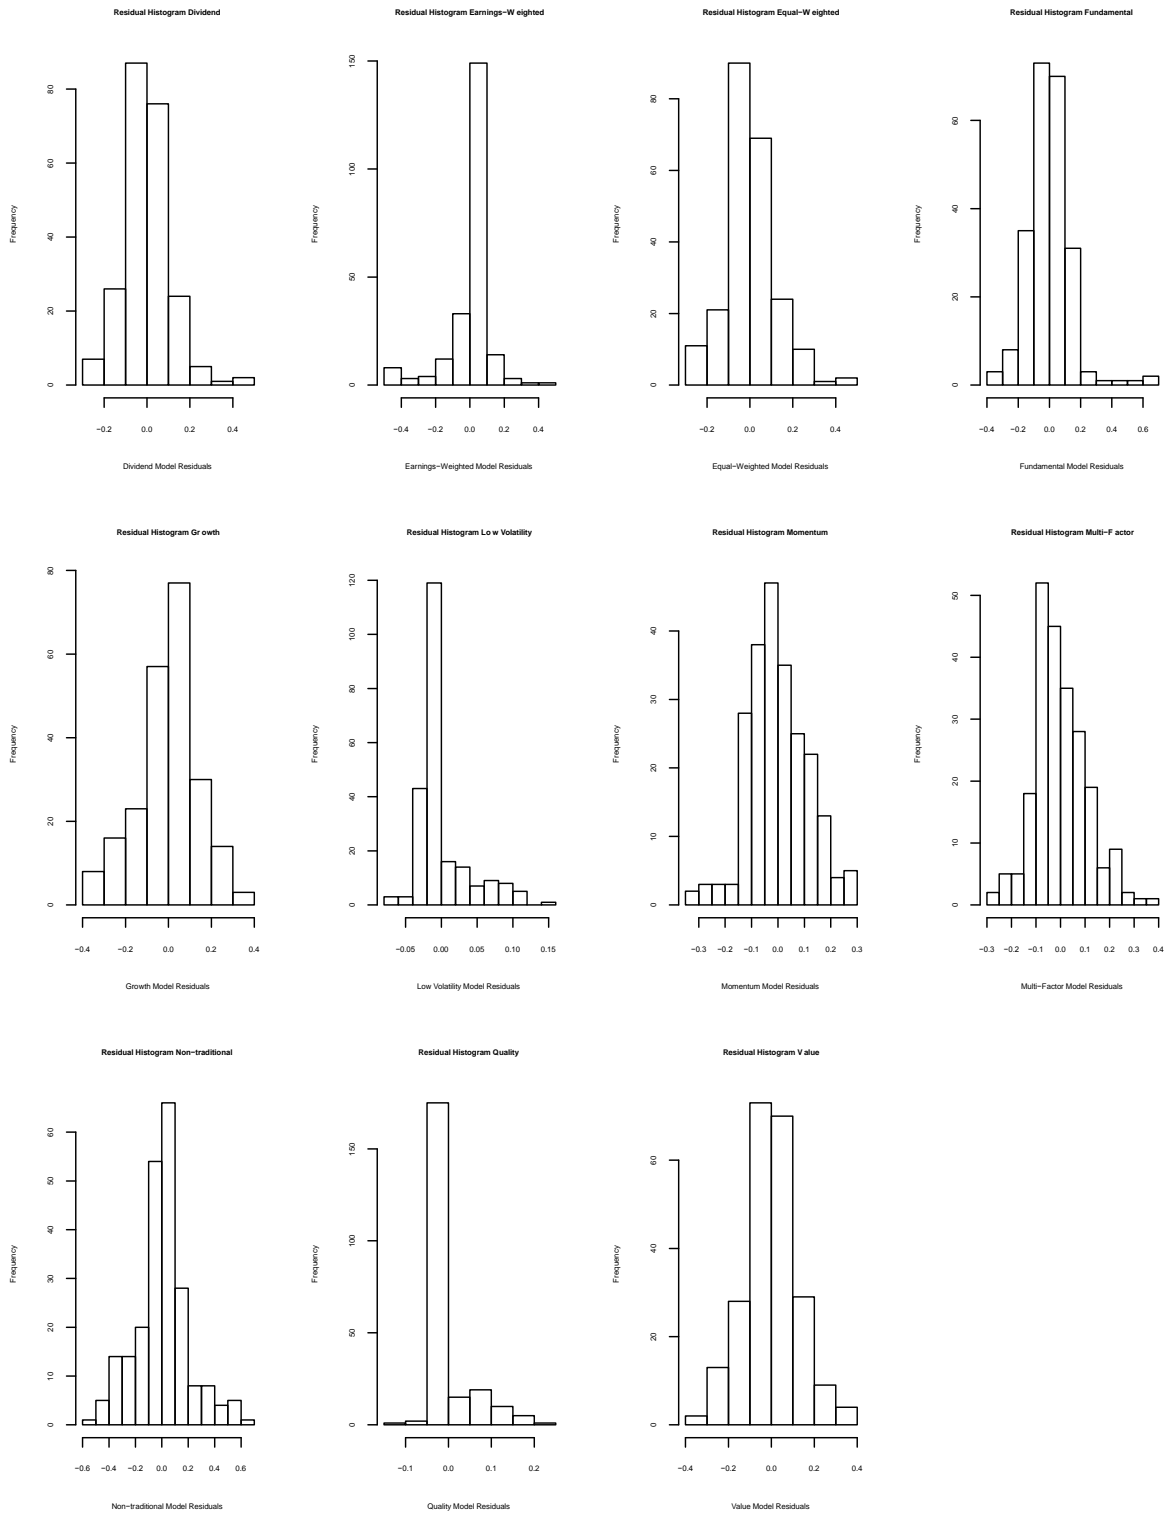 Residual Histogram Dividend
Frequency
0 20 40 60 80
−0.2 0.0 0.2 0.4
Dividend Model Residuals
Residual Histogram Earnings−W eighted
Frequency
0 50 100 150
−0.4 −0.2 0.0 0.2 0.4
Earnings−Weighted Model Residuals
Residual Histogram Equal−W eighted
Frequency
0 20 40 60 80
−0.2 0.0 0.2 0.4
Equal−Weighted Model Residuals
Residual Histogram Fundamental
Frequency
0 20 40 60
−0.4 −0.2 0.0 0.2 0.4 0.6
Fundamental Model Residuals
Residual Histogram Gr owth
Frequency
0 20 40 60 80
−0.4 −0.2 0.0 0.2 0.4
Growth Model Residuals
Residual Histogram Lo w Volatility
Frequency
0 20 40 60 80 100 120
−0.05 0.00 0.05 0.10 0.15
Low Volatility Model Residuals
Residual Histogram Momentum
Frequency
0 10 20 30 40
−0.3 −0.2 −0.1 0.0 0.1 0.2 0.3
Momentum Model Residuals
Residual Histogram Multi−F actor
Frequency
0 10 20 30 40 50
−0.3 −0.2 −0.1 0.0 0.1 0.2 0.3 0.4
Multi−Factor Model Residuals
Residual Histogram Non−traditional
Frequency
0 10 20 30 40 50 60
−0.6 −0.4 −0.2 0.0 0.2 0.4 0.6
Non−traditional Model Residuals
Residual Histogram Quality
Frequency
0 50 100 150
−0.1 0.0 0.1 0.2
Quality Model Residuals
Residual Histogram V alue
Frequency
0 20 40 60
−0.4 −0.2 0.0 0.2 0.4
Value Model Residuals